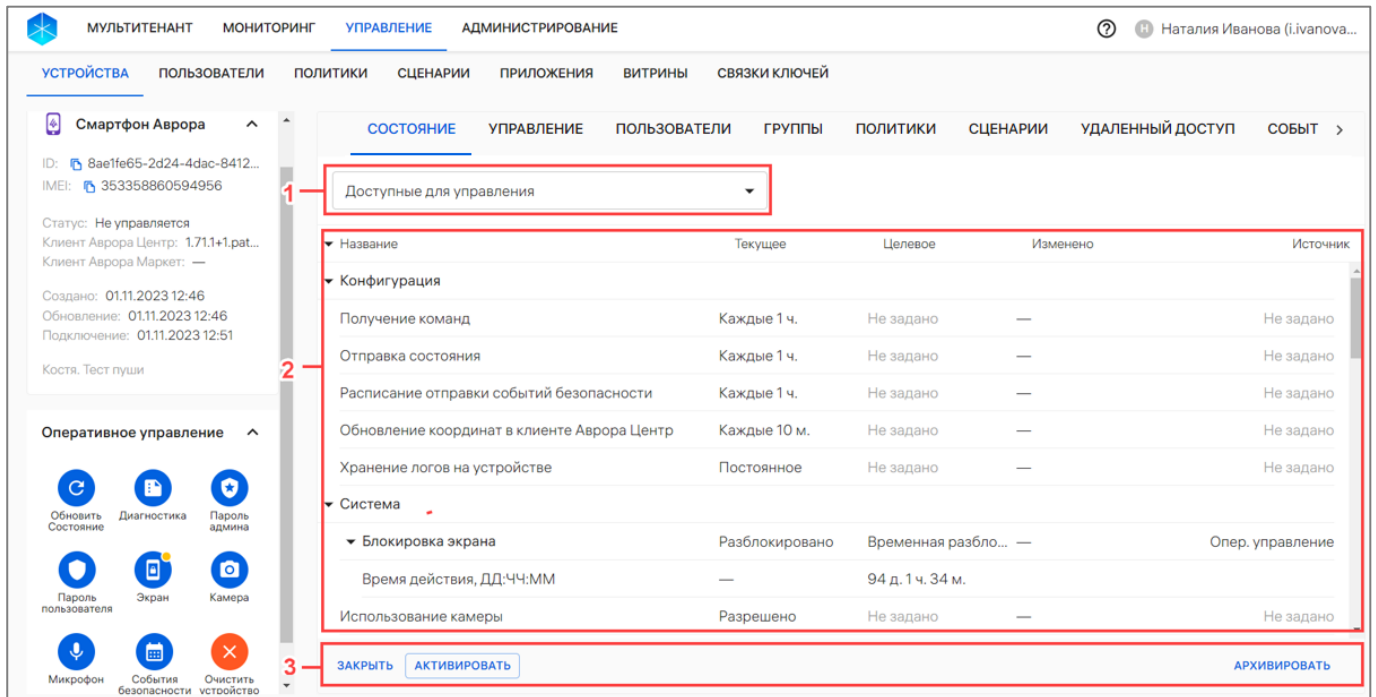 МУЛЬТИТЕНАНТ МОНИТОРИНГ УПРАВЛЕНИЕ АДМИНИСТРИРОВАНИЕ ? Н Наталия Иванова (i.ivanova...
УСТРОЙСТВА ПОЛЬЗОВАТЕЛИ ПОЛИТИКИ СЦЕНАРИИ ПРИЛОЖЕНИЯ ВИТРИНЫ СВЯЗКИ КЛЮЧЕЙ
Смартфон Аврора
ID: 8ae1fe65-2d24-4dac-8412...
IMEI: 353358860594956
Статус: Не управляется
Клиент Аврора Центр: 1.71.1+1.pat...
Клиент Аврора Маркет: —
Создано: 01.11.2023 12:46
Обновление: 01.11.2023 12:46
Подключение: 01.11.2023 12:51
Костя. Тест пуши
Оперативное управление
Обновить Состояние
Диагностика
Пароль админа
Пароль пользователя
Экран
Камера
Микрофон
События безопасности
Очистить устройство
СОСТОЯНИЕ УПРАВЛЕНИЕ ПОЛЬЗОВАТЕЛИ ГРУППЫ ПОЛИТИКИ СЦЕНАРИИ УДАЛЕННЫЙ ДОСТУП СОБЫТ
1
Доступные для управления
2
Название Текущее Целевое Изменено Источник
Конфигурация
Получение команд Каждые 1 ч. Не задано — Не задано
Отправка состояния Каждые 1 ч. Не задано — Не задано
Расписание отправки событий безопасности Каждые 1 ч. Не задано — Не задано
Обновление координат в клиенте Аврора Центр Каждые 10 м. Не задано — Не задано
Хранение логов на устройстве Постоянное Не задано — Не задано
Система
Блокировка экрана Разблокировано Временная разбло... — Опер. управление
Время действия, ДД:ЧЧ:ММ — 94 д. 1 ч. 34 м.
Использование камеры Разрешено Не задано — Не задано
3
ЗАКРЫТЬ АКТИВИРОВАТЬ АРХИВИРОВАТЬ